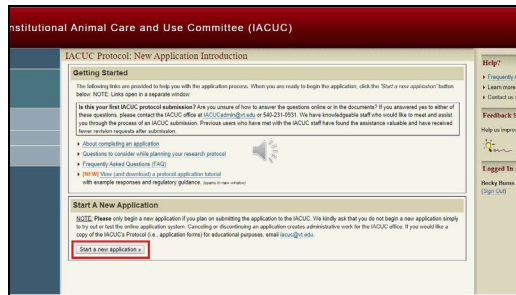 nstitutional Animal Care and Use Committee (IACUC)
IACUC Protocol: New Application Introduction
Getting Started
The following links are provided to help you with the application process. When you are ready to begin the application, click the "Start a new application" button
below. NOTE: Links open in a separate window.
Is this your first IACUC protocol submission? Are you unsure of how to answer the questions online or in the documents? If you answered yes to either of
these questions, please contact the IACUC office at IACUCadmin@vt.edu or 540-231-0931. We have knowledgeable staff who would like to meet and assist
you through the process of an IACUC submission. Previous users who have met with the IACUC staff have found the assistance valuable and have received
fewer revision requests after submission.
About completing an application
Questions to consider while planning your research protocol
Frequently Asked Questions (FAQ)
[NEW] View (and download) a protocol application tutorial
with example responses and regulatory guidance. (opens in new window)
Start A New Application
NOTE: Please only begin a new application if you plan on submitting the application to the IACUC. We kindly ask that you do not begin a new application simply
to try out or test the online application system. Canceling or discontinuing an application creates administrative work for the IACUC office. If you would like a
copy of the IACUC's Protocol (i.e., application forms) for educational purposes, email iacuc@vt.edu.
Start a new application »
Help?
Frequently
Learn more
Contact us
Feedback S
Help us impro
Logged In
Becky Burns
(Sign Out)